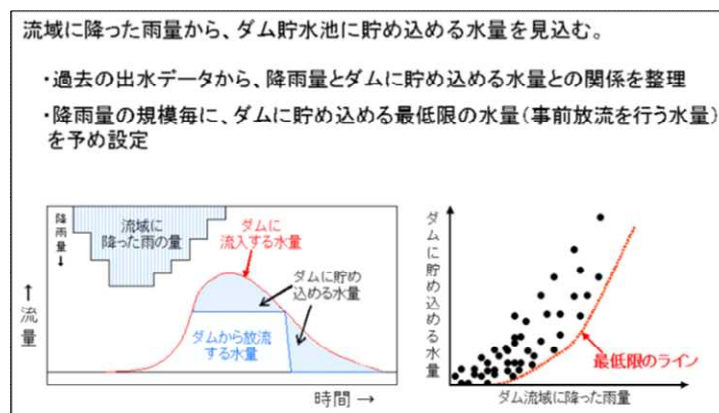 流域に降った雨量から、ダム貯水池に貯め込める水量を見込む。
・過去の出水データから、降雨量とダムに貯め込める水量との関係を整理
・降雨量の規模毎に、ダムに貯め込める最低限の水量(事前放流を行う水量)
を予め設定
降雨量↓
流域に
降った雨の量
ダムに
流入する水量
ダムに貯め
込める水量
ダムから放流
する水量
↑流量
時間 →
ダムに貯め込める水量
最低限のライン
ダム流域に降った雨量